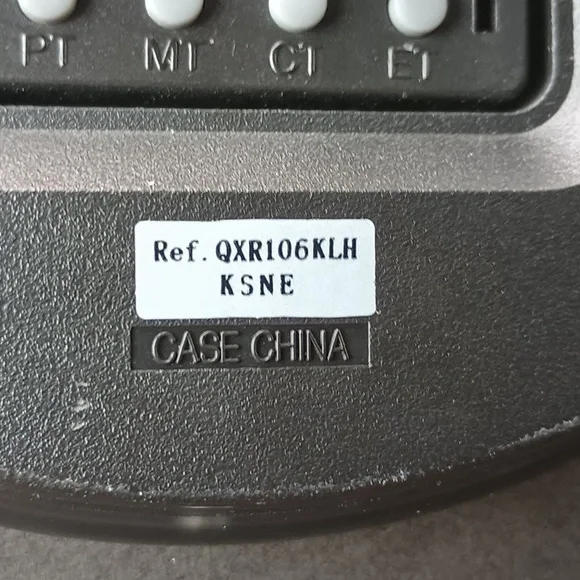 PT MT CT ET
Ref. QXR106KLH
KSNE
CASE CHINA